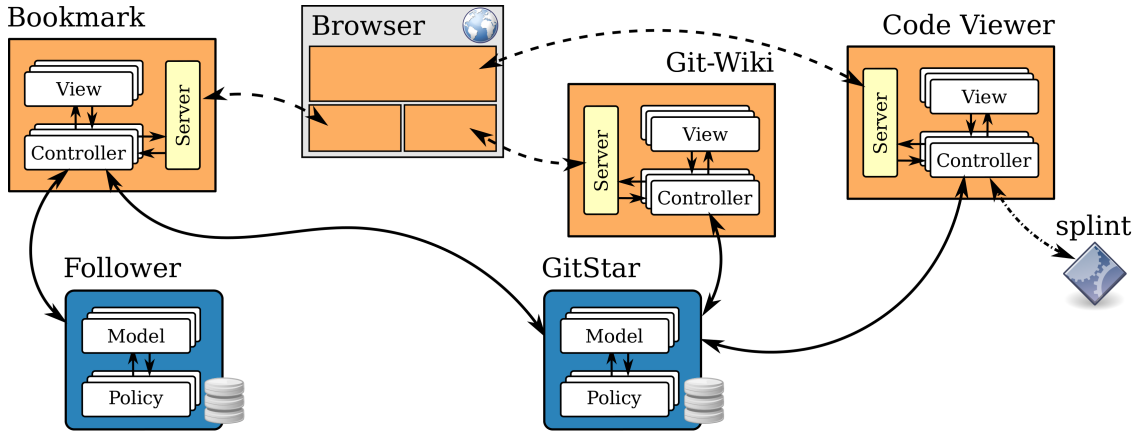 Bookmark
View
Controller
Server
Browser
Git-Wiki
Server
View
Controller
Code Viewer
Server
View
Controller
splint
Follower
Model
Policy
GitStar
Model
Policy